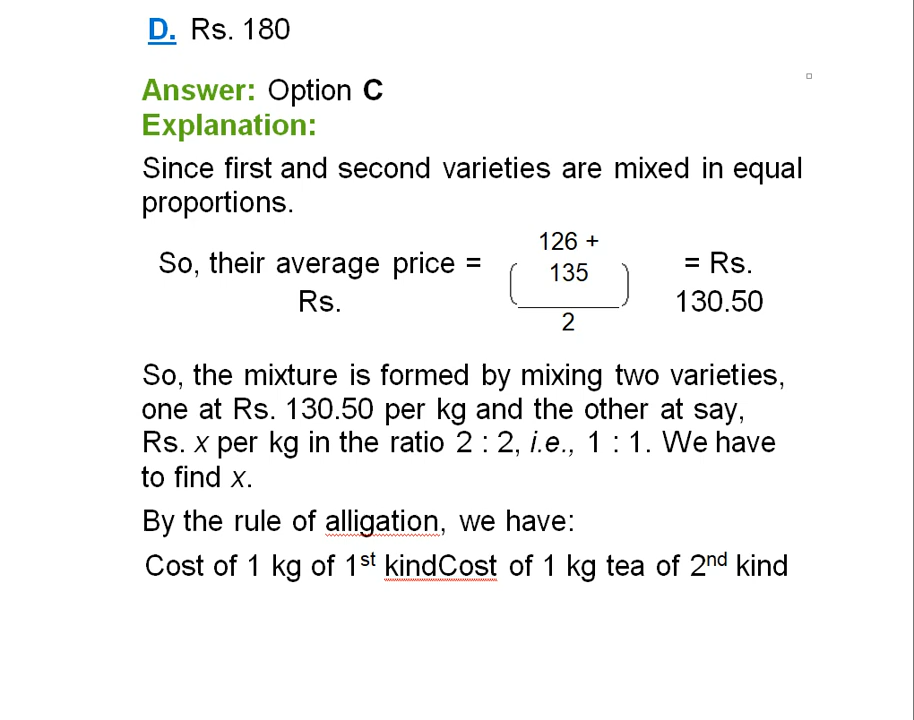 D. Rs. 180
Answer: Option C
Explanation:
Since first and second varieties are mixed in equal
proportions.
So, their average price =
Rs.
(
126 +
135
)
2
= Rs.
130.50
So, the mixture is formed by mixing two varieties,
one at Rs. 130.50 per kg and the other at say,
Rs. x per kg in the ratio 2 : 2, i.e., 1 : 1. We have
to find x.
By the rule of alligation, we have:
Cost of 1 kg of 1st kindCost of 1 kg tea of 2nd kind